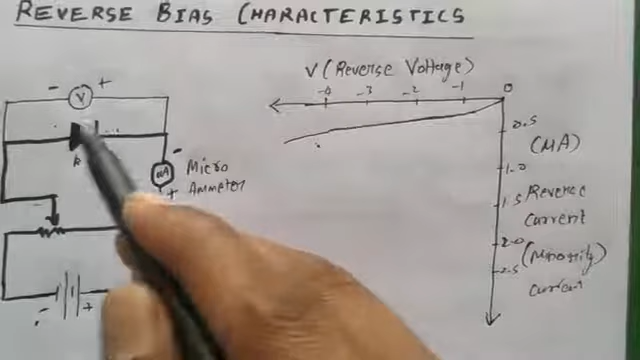 REVERSE BIAS CHARACTERISTICS
- +
V
V (Reverse Voltage)
-4 -3 -2 -1 0
0.5
(μA)
1.0
1.5 Reverse
Current
2.0 (Minority)
2.5 Current
-
μA
Micro
Ammeter
+
- +